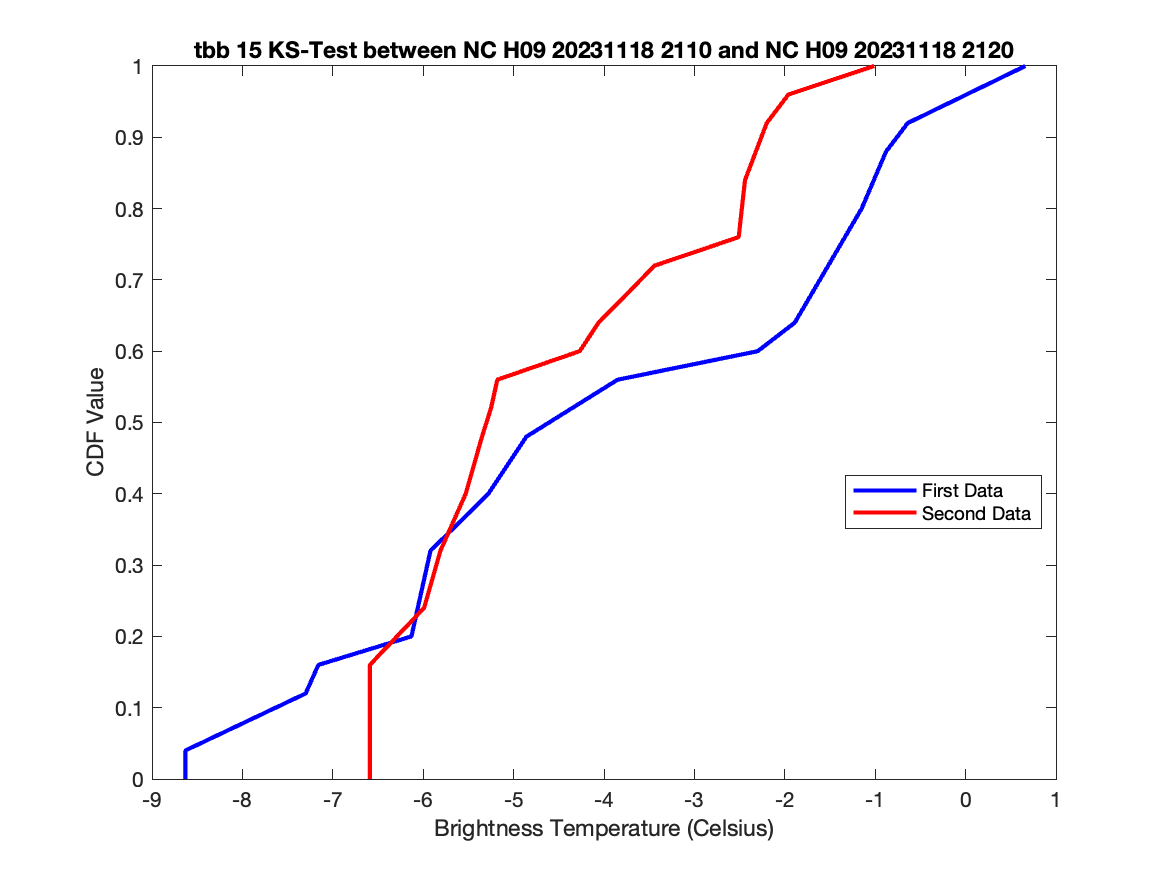 tbb 15 KS-Test between NC H09 20231118 2110 and NC H09 20231118 2120
1
0.9
0.8
0.7
0.6
0.5
0.4
0.3
0.2
0.1
0
CDF Value
First Data
Second Data
-9 -8 -7 -6 -5 -4 -3 -2 -1 0 1
Brightness Temperature (Celsius)